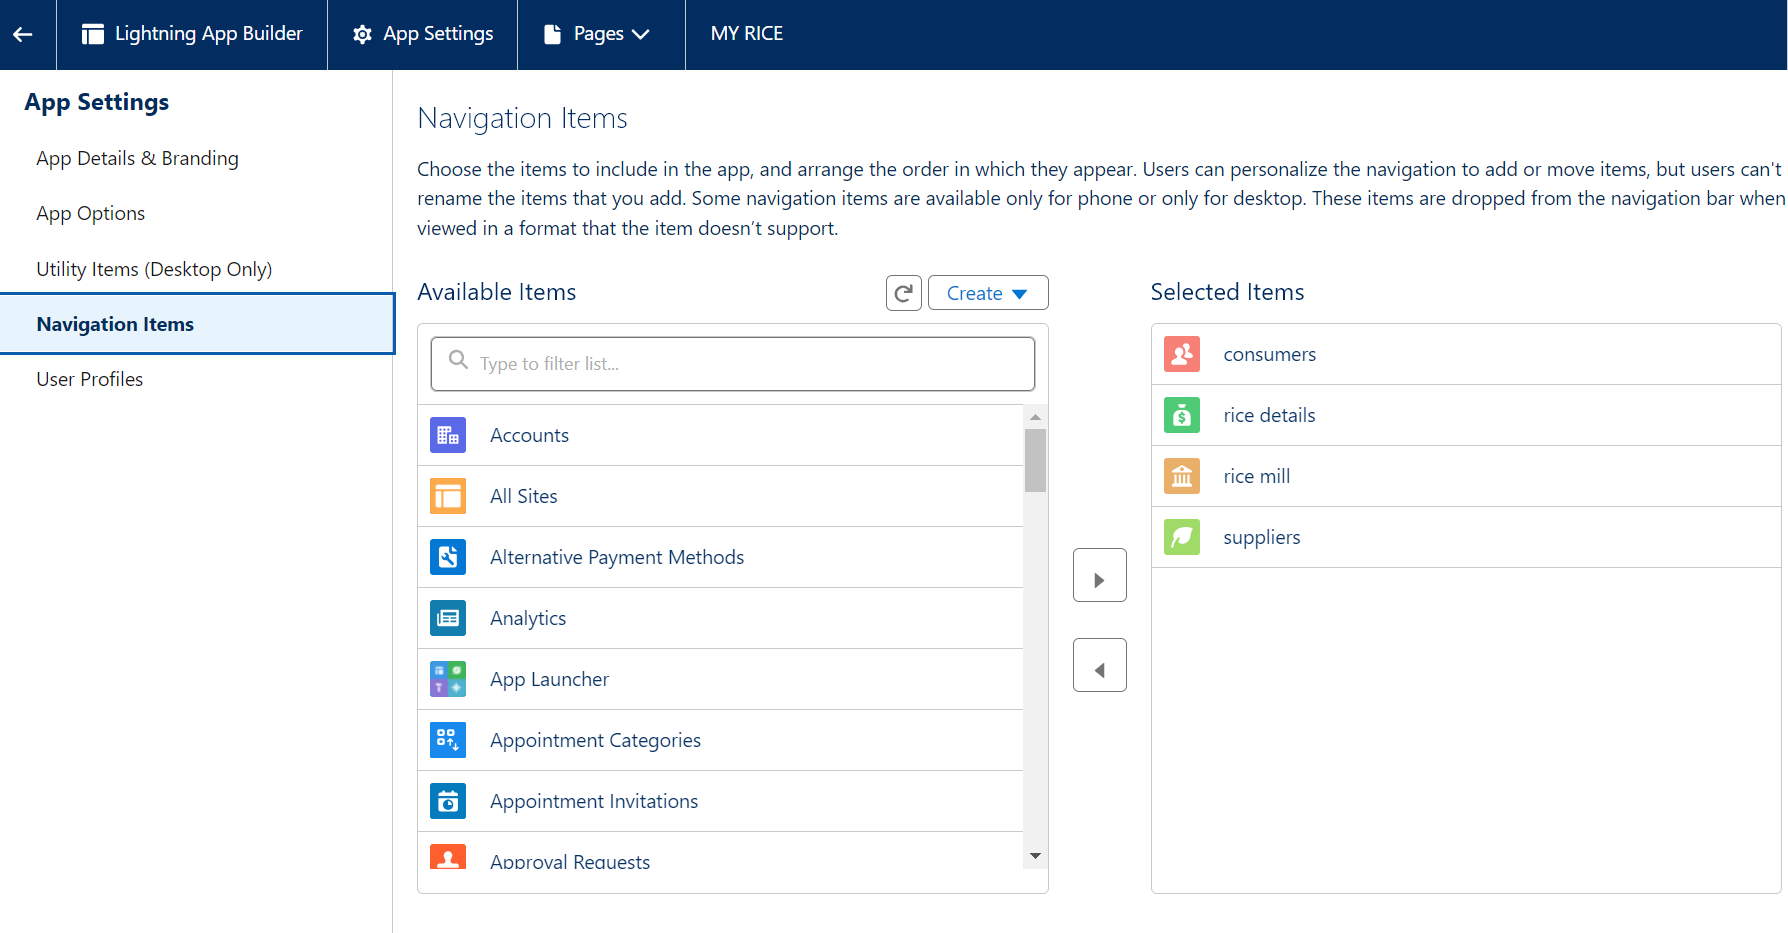 Lightning App Builder
App Settings
Pages
MY RICE
App Settings
App Details & Branding
App Options
Utility Items (Desktop Only)
Navigation Items
User Profiles
Navigation Items
Choose the items to include in the app, and arrange the order in which they appear. Users can personalize the navigation to add or move items, but users can't
rename the items that you add. Some navigation items are available only for phone or only for desktop. These items are dropped from the navigation bar when
viewed in a format that the item doesn’t support.
Available Items
Create
Type to filter list...
Accounts
All Sites
Alternative Payment Methods
Analytics
App Launcher
Appointment Categories
Appointment Invitations
Approval Requests
Selected Items
consumers
rice details
rice mill
suppliers